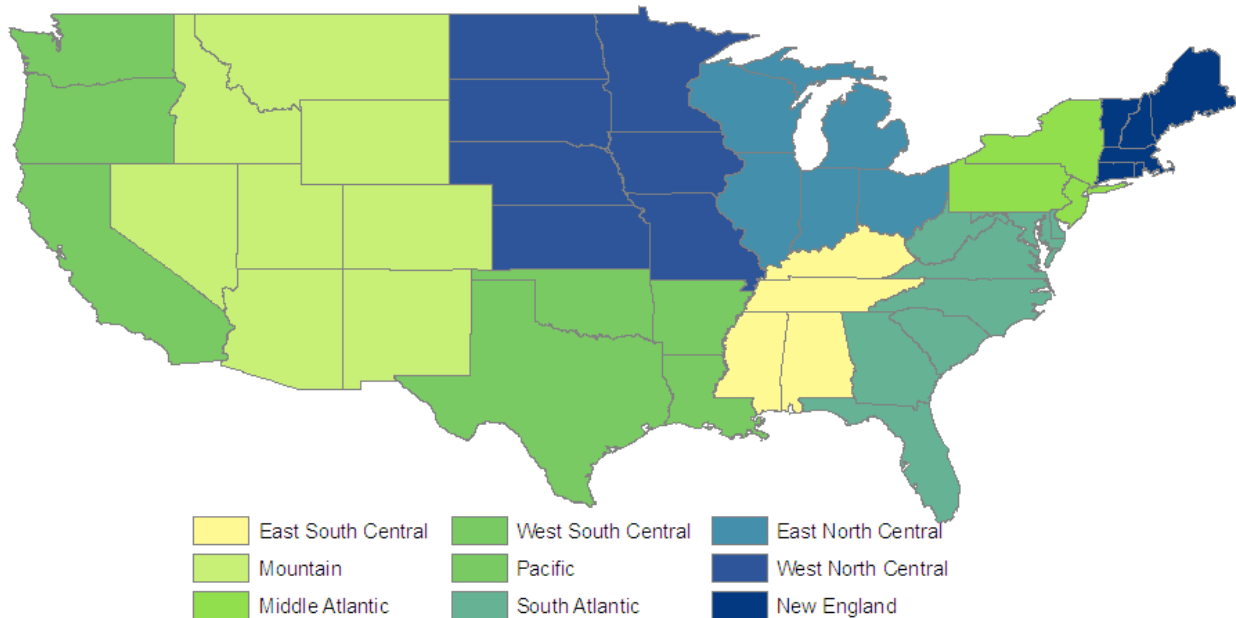 East South Central West South Central East North Central
Mountain Pacific West North Central
Middle Atlantic South Atlantic New England